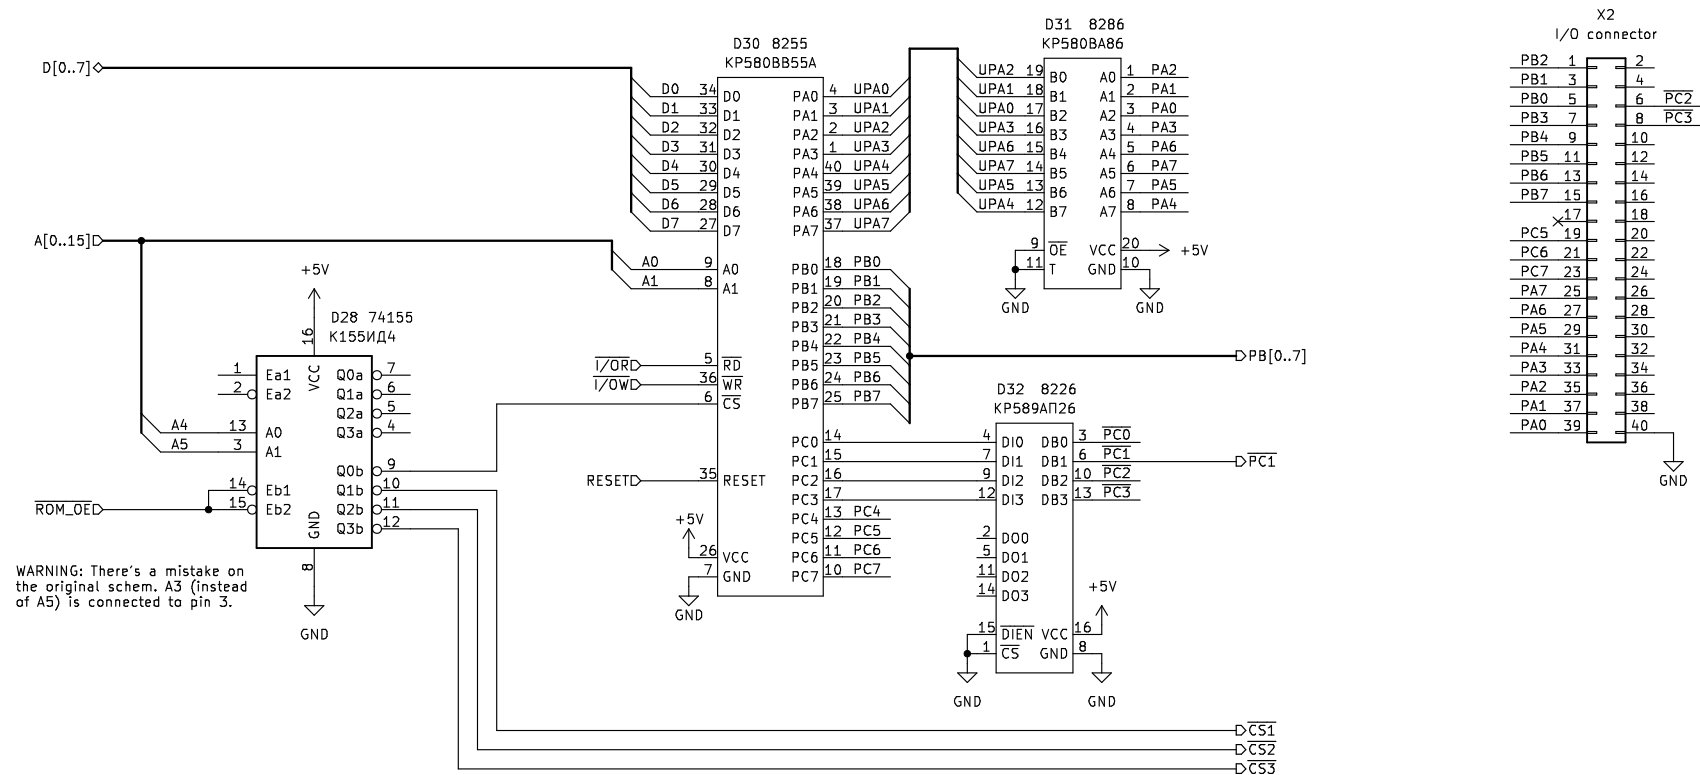 D[0..7]
A[0..15]
+5V
D28 74155
К155ИД4
16
VCC
1 Ea1
2 Ea2
A4 13 A0
A5 3 A1
14 Eb1
15 Eb2
ROM_OE
Q0a 7
Q1a 6
Q2a 5
Q3a 4
Q0b 9
Q1b 10
Q2b 11
Q3b 12
GND
8
GND
WARNING: There's a mistake on
the original schem. A3 (instead
of A5) is connected to pin 3.
D30 8255
КР580ВВ55А
D0 34 D0
D1 33 D1
D2 32 D2
D3 31 D3
D4 30 D4
D5 29 D5
D6 28 D6
D7 27 D7
A0 9 A0
A1 8 A1
I/OR 5 RD
I/OW 36 WR
6 CS
RESET 35 RESET
+5V
26 VCC
7 GND
GND
PA0 4 UPA0
PA1 3 UPA1
PA2 2 UPA2
PA3 1 UPA3
PA4 40 UPA4
PA5 39 UPA5
PA6 38 UPA6
PA7 37 UPA7
PB0 18 PB0
PB1 19 PB1
PB2 20 PB2
PB3 21 PB3
PB4 22 PB4
PB5 23 PB5
PB6 24 PB6
PB7 25 PB7
PC0 14
PC1 15
PC2 16
PC3 17
PC4 13 PC4
PC5 12 PC5
PC6 11 PC6
PC7 10 PC7
D31 8286
КР580ВА86
UPA2 19 B0 A0 1 PA2
UPA1 18 B1 A1 2 PA1
UPA0 17 B2 A2 3 PA0
UPA3 16 B3 A3 4 PA3
UPA6 15 B4 A4 5 PA6
UPA7 14 B5 A5 6 PA7
UPA5 13 B6 A6 7 PA5
UPA4 12 B7 A7 8 PA4
9 OE VCC 20 +5V
11 T GND 10
GND GND
PB[0..7]
D32 8226
КР589АП26
4 DI0 DB0 3 PC0
7 DI1 DB1 6 PC1
9 DI2 DB2 10 PC2
12 DI3 DB3 13 PC3
PC1
2 DO0
5 DO1
11 DO2
14 DO3
+5V
15 DIEN VCC 16
1 CS GND 8
GND GND
CS1
CS2
CS3
X2
I/O connector
PB2 1 2
PB1 3 4
PB0 5 6 PC2
PB3 7 8 PC3
PB4 9 10
PB5 11 12
PB6 13 14
PB7 15 16
17 18
PC5 19 20
PC6 21 22
PC7 23 24
PA7 25 26
PA6 27 28
PA5 29 30
PA4 31 32
PA3 33 34
PA2 35 36
PA1 37 38
PA0 39 40
GND